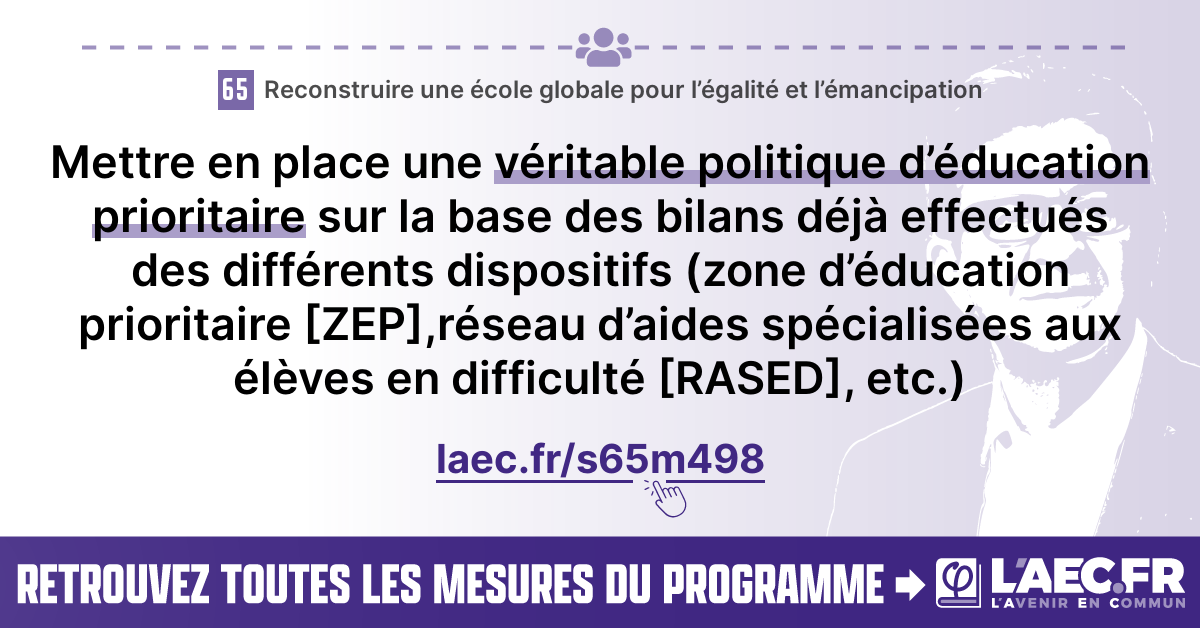 65 Reconstruire une école globale pour l’égalité et l’émancipation
Mettre en place une véritable politique d’éducation
prioritaire sur la base des bilans déjà effectués
des différents dispositifs (zone d’éducation
prioritaire [ZEP],réseau d’aides spécialisées aux
élèves en difficulté [RASED], etc.)
laec.fr/s65m498
RETROUVEZ TOUTES LES MESURES DU PROGRAMME
L'AEC.FR
L'AVENIR EN COMMUN